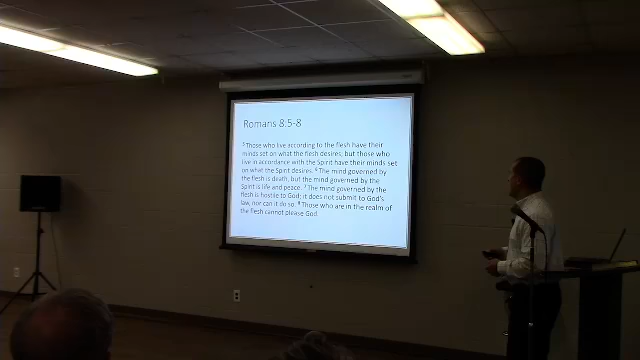 Romans 8:5-8
⁵ Those who live according to the flesh have their
minds set on what the flesh desires; but those who
live in accordance with the Spirit have their minds set
on what the Spirit desires. ⁶ The mind governed by
the flesh is death, but the mind governed by the
Spirit is life and peace. ⁷ The mind governed by the
flesh is hostile to God; it does not submit to God's
law, nor can it do so. ⁸ Those who are in the realm of
the flesh cannot please God.